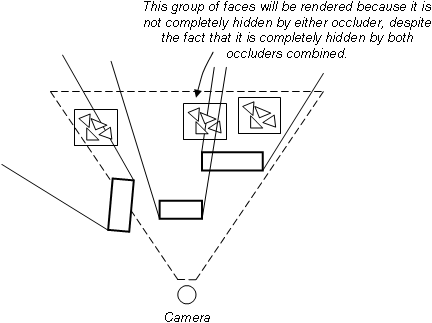 This group of faces will be rendered because it is
not completely hidden by either occluder, despite
the fact that it is completely hidden by both
occluders combined.
Camera